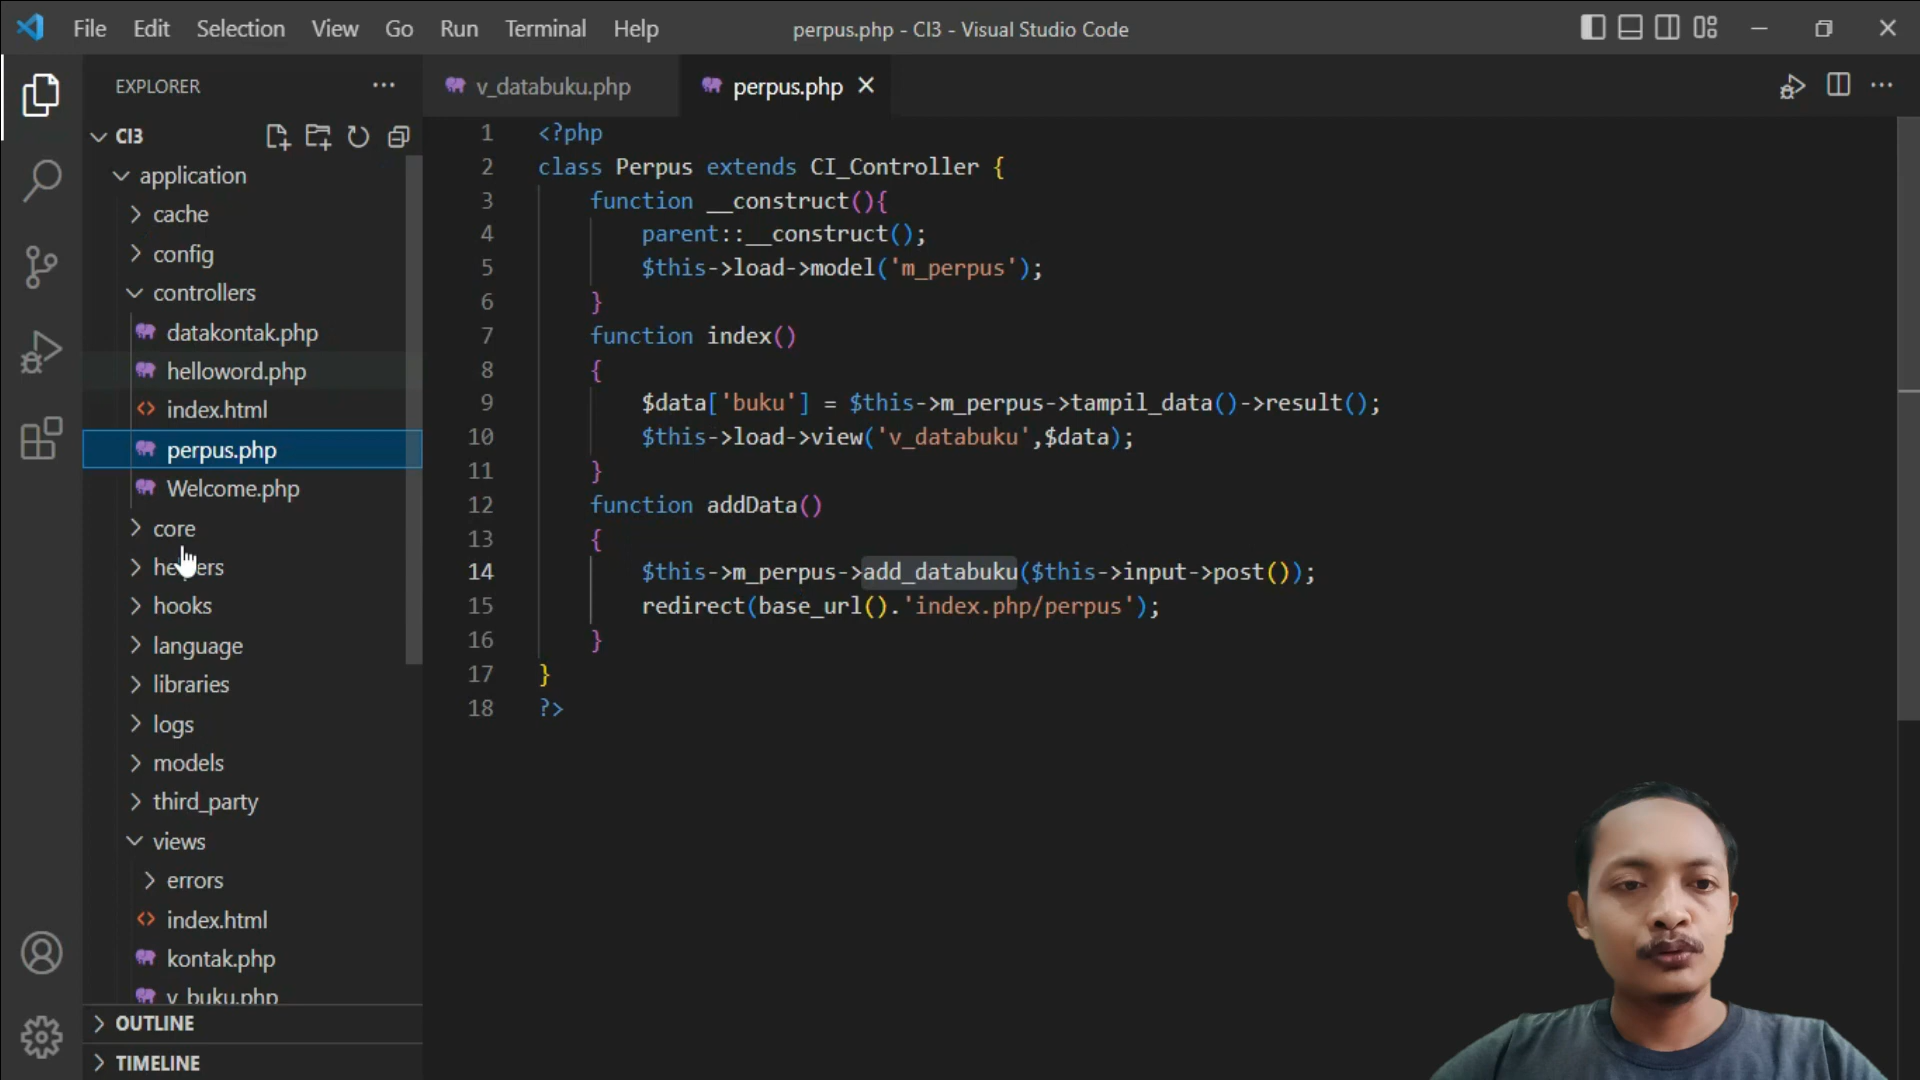 File Edit Selection View Go Run Terminal Help
perpus.php - CI3 - Visual Studio Code
EXPLORER
CI3
application
cache
config
controllers
datakontak.php
helloword.php
index.html
perpus.php
Welcome.php
core
helpers
hooks
language
libraries
logs
models
third_party
views
errors
index.html
kontak.php
v_buku.php
OUTLINE
TIMELINE
v_databuku.php
perpus.php
1 <?php
2 class Perpus extends CI_Controller {
3 function __construct(){
4 parent::__construct();
5 $this->load->model('m_perpus');
6 }
7 function index()
8 {
9 $data['buku'] = $this->m_perpus->tampil_data()->result();
10 $this->load->view('v_databuku',$data);
11 }
12 function addData()
13 {
14 $this->m_perpus->add_databuku($this->input->post());
15 redirect(base_url().'index.php/perpus');
16 }
17 }
18 ?>